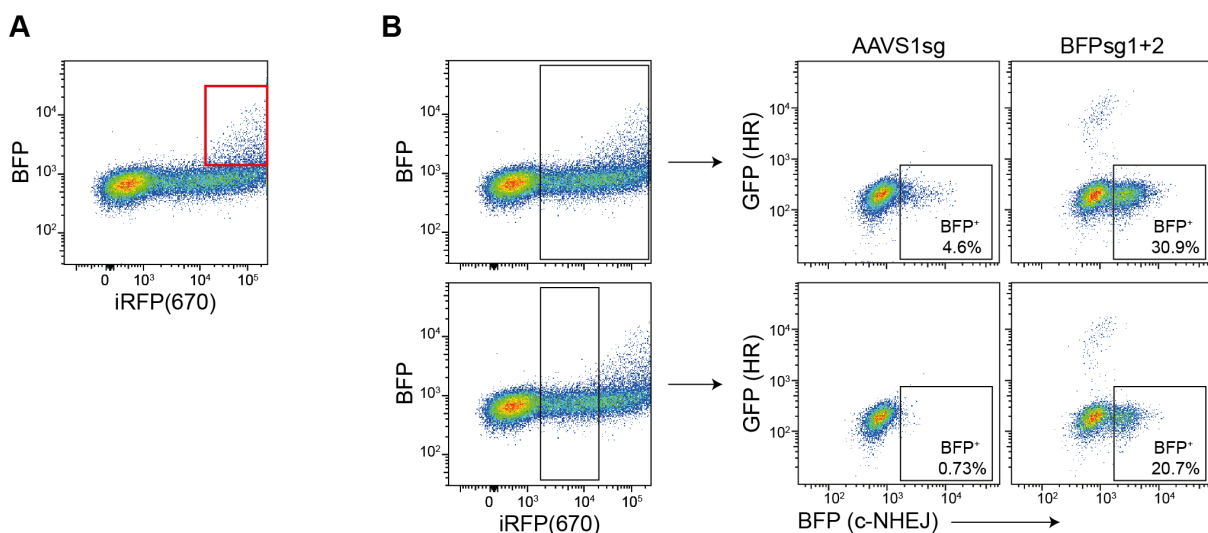 A
BFP
10⁴
10³
10²
0 10³ 10⁴ 10⁵
iRFP(670)
B
BFP
10⁴
10³
10²
AAVS1sg
BFPsg1+2
GFP (HR)
10⁴
10³
10²
BFP⁺
4.6%
BFP⁺
30.9%
BFP
10⁴
10³
10²
0 10³ 10⁴ 10⁵
iRFP(670)
GFP (HR)
10⁴
10³
10²
BFP⁺
0.73%
BFP⁺
20.7%
10² 10³ 10⁴
10² 10³ 10⁴
BFP (c-NHEJ)